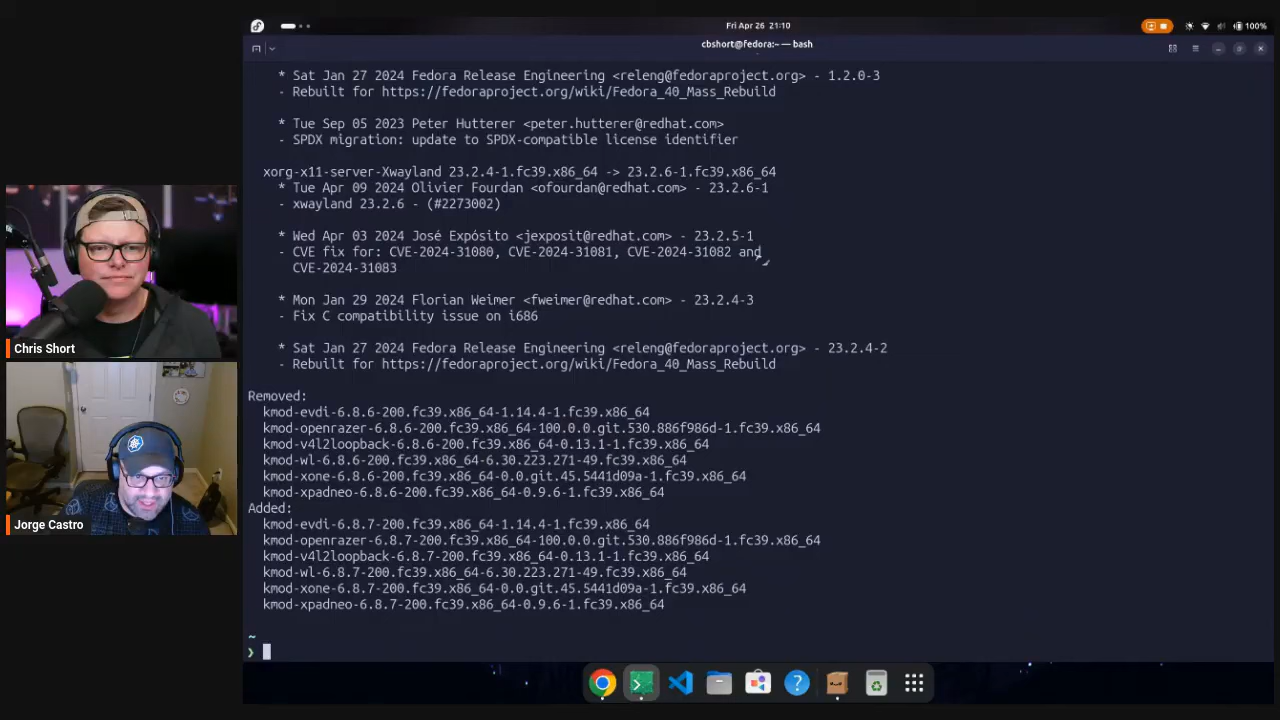 Fri Apr 26 21:10
100%
cbshort@fedora:~ — bash
* Sat Jan 27 2024 Fedora Release Engineering <releng@fedoraproject.org> - 1.2.0-3
- Rebuilt for https://fedoraproject.org/wiki/Fedora_40_Mass_Rebuild
* Tue Sep 05 2023 Peter Hutterer <peter.hutterer@redhat.com>
- SPDX migration: update to SPDX-compatible license identifier
xorg-x11-server-Xwayland 23.2.4-1.fc39.x86_64 -> 23.2.6-1.fc39.x86_64
* Tue Apr 09 2024 Olivier Fourdan <ofourdan@redhat.com> - 23.2.6-1
- xwayland 23.2.6 - (#2273002)
* Wed Apr 03 2024 José Expósito <jexposit@redhat.com> - 23.2.5-1
- CVE fix for: CVE-2024-31080, CVE-2024-31081, CVE-2024-31082 and
CVE-2024-31083
* Mon Jan 29 2024 Florian Weimer <fweimer@redhat.com> - 23.2.4-3
- Fix C compatibility issue on i686
* Sat Jan 27 2024 Fedora Release Engineering <releng@fedoraproject.org> - 23.2.4-2
- Rebuilt for https://fedoraproject.org/wiki/Fedora_40_Mass_Rebuild
Removed:
kmod-evdi-6.8.6-200.fc39.x86_64-1.14.4-1.fc39.x86_64
kmod-openrazer-6.8.6-200.fc39.x86_64-100.0.0.git.530.886f986d-1.fc39.x86_64
kmod-v4l2loopback-6.8.6-200.fc39.x86_64-0.13.1-1.fc39.x86_64
kmod-wl-6.8.6-200.fc39.x86_64-6.30.223.271-49.fc39.x86_64
kmod-xone-6.8.6-200.fc39.x86_64-0.0.git.45.5441d09a-1.fc39.x86_64
kmod-xpadneo-6.8.6-200.fc39.x86_64-0.9.6-1.fc39.x86_64
Added:
kmod-evdi-6.8.7-200.fc39.x86_64-1.14.4-1.fc39.x86_64
kmod-openrazer-6.8.7-200.fc39.x86_64-100.0.0.git.530.886f986d-1.fc39.x86_64
kmod-v4l2loopback-6.8.7-200.fc39.x86_64-0.13.1-1.fc39.x86_64
kmod-wl-6.8.7-200.fc39.x86_64-6.30.223.271-49.fc39.x86_64
kmod-xone-6.8.7-200.fc39.x86_64-0.0.git.45.5441d09a-1.fc39.x86_64
kmod-xpadneo-6.8.7-200.fc39.x86_64-0.9.6-1.fc39.x86_64
~
❯
Chris Short
Jorge Castro